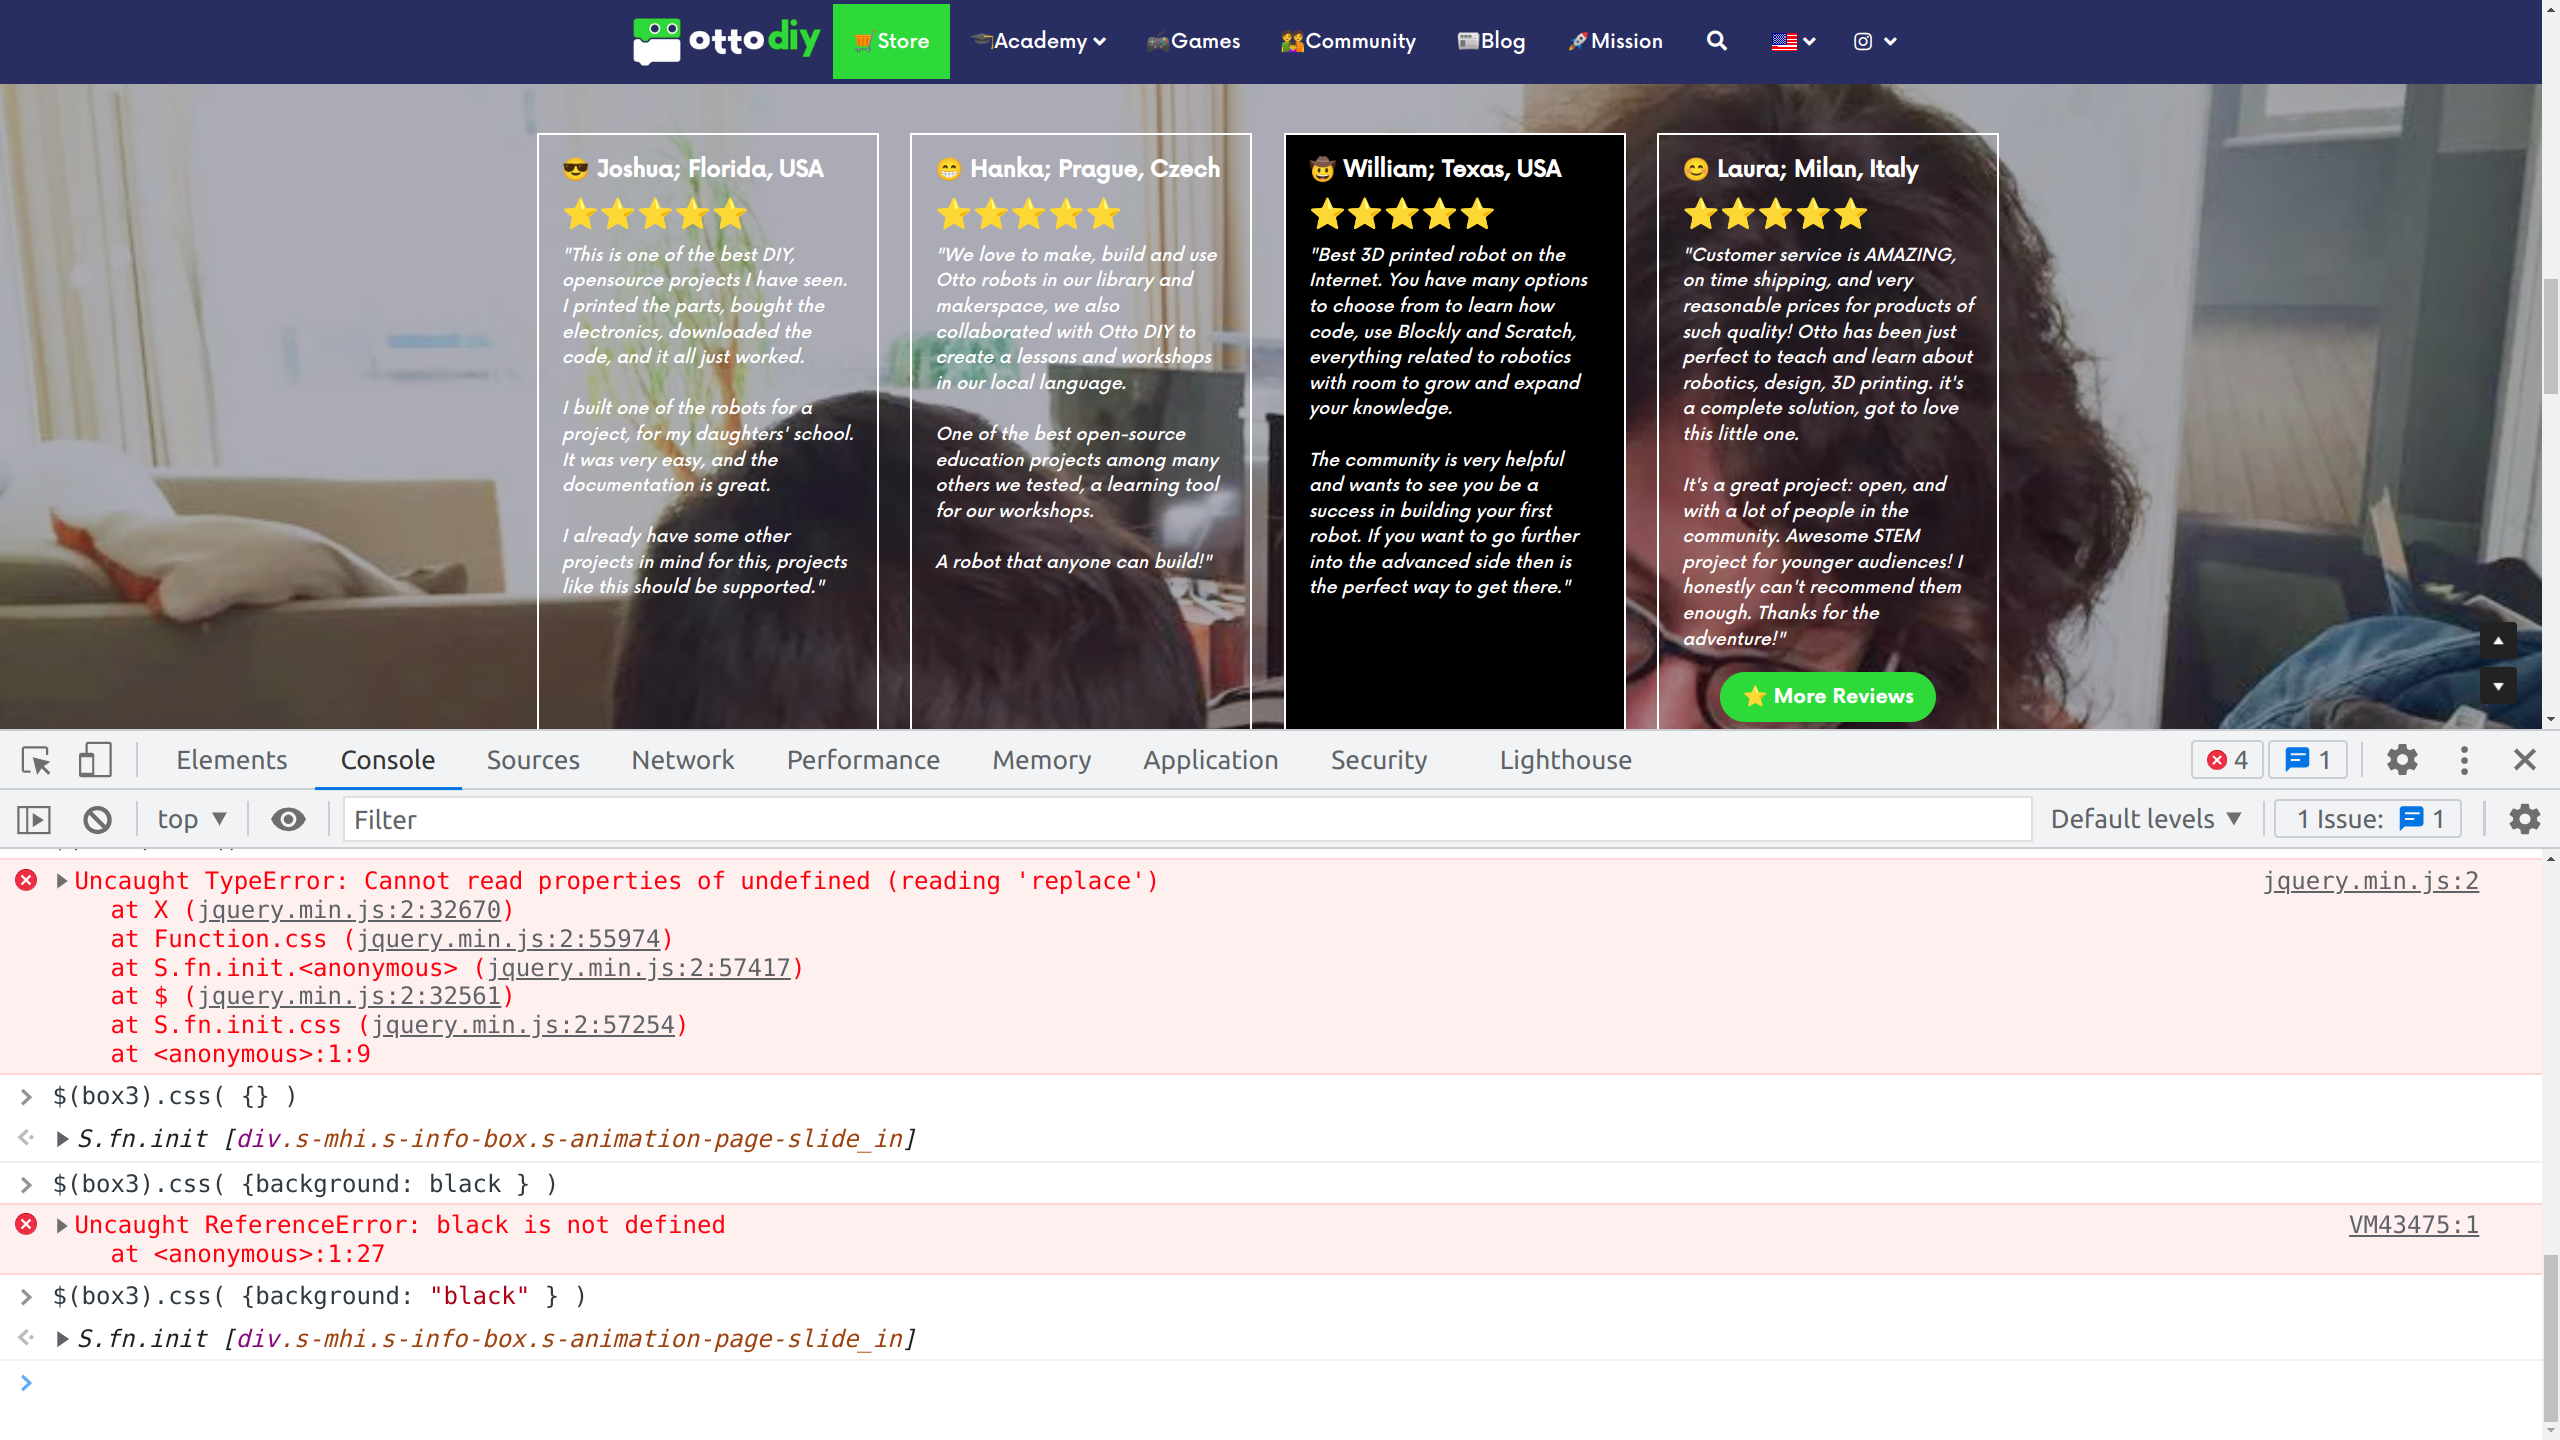 otto diy
Store
Academy
Games
Community
Blog
Mission
Joshua; Florida, USA
"This is one of the best DIY,
opensource projects I have seen.
I printed the parts, bought the
electronics, downloaded the
code, and it all just worked.
I built one of the robots for a
project, for my daughters' school.
It was very easy, and the
documentation is great.
I already have some other
projects in mind for this, projects
like this should be supported."
Hanka; Prague, Czech
"We love to make, build and use
Otto robots in our library and
makerspace, we also
collaborated with Otto DIY to
create a lessons and workshops
in our local language.
One of the best open-source
education projects among many
others we tested, a learning tool
for our workshops.
A robot that anyone can build!"
William; Texas, USA
"Best 3D printed robot on the
Internet. You have many options
to choose from to learn how
code, use Blockly and Scratch,
everything related to robotics
with room to grow and expand
your knowledge.
The community is very helpful
and wants to see you be a
success in building your first
robot. If you want to go further
into the advanced side then is
the perfect way to get there."
Laura; Milan, Italy
"Customer service is AMAZING,
on time shipping, and very
reasonable prices for products of
such quality! Otto has been just
perfect to teach and learn about
robotics, design, 3D printing. it's
a complete solution, got to love
this little one.
It's a great project: open, and
with a lot of people in the
community. Awesome STEM
project for younger audiences! I
honestly can't recommend them
enough. Thanks for the
adventure!"
More Reviews
Elements
Console
Sources
Network
Performance
Memory
Application
Security
Lighthouse
4
1
top
Filter
Default levels
1 Issue: 1
Uncaught TypeError: Cannot read properties of undefined (reading 'replace') jquery.min.js:2
at X (jquery.min.js:2:32670)
at Function.css (jquery.min.js:2:55974)
at S.fn.init.<anonymous> (jquery.min.js:2:57417)
at $ (jquery.min.js:2:32561)
at S.fn.init.css (jquery.min.js:2:57254)
at <anonymous>:1:9
$(box3).css( {} )
S.fn.init [div.s-mhi.s-info-box.s-animation-page-slide_in]
$(box3).css( {background: black } )
Uncaught ReferenceError: black is not defined VM43475:1
at <anonymous>:1:27
$(box3).css( {background: "black" } )
S.fn.init [div.s-mhi.s-info-box.s-animation-page-slide_in]